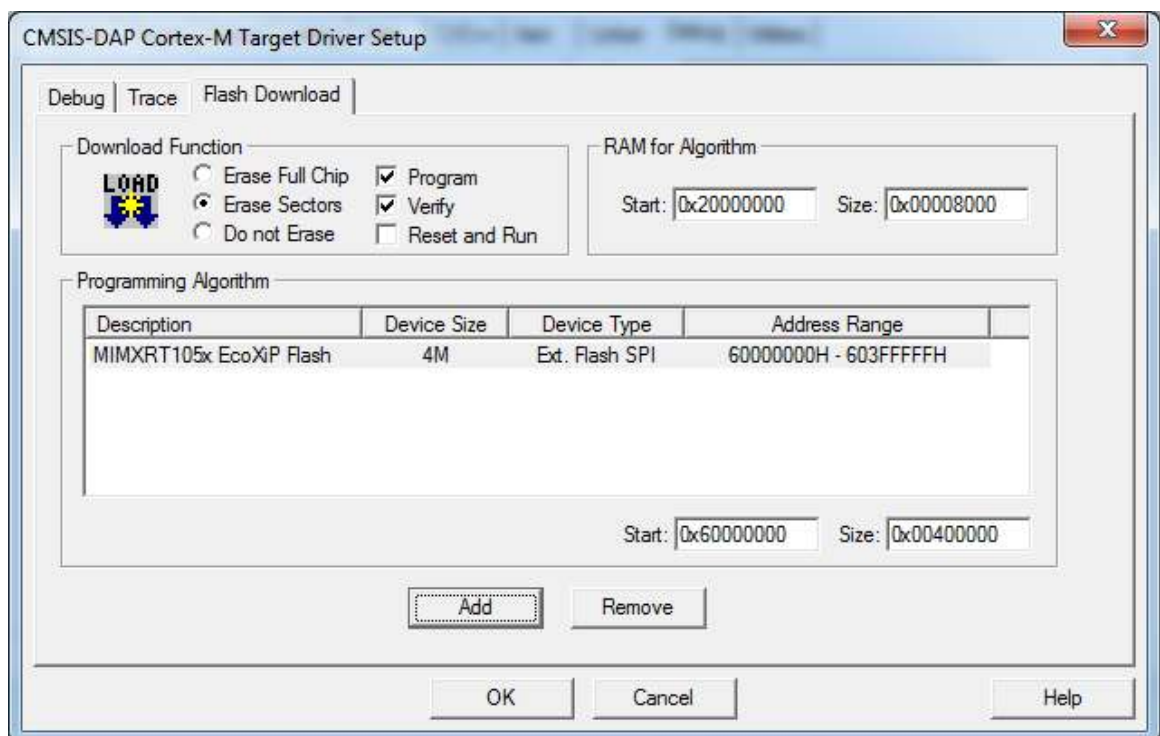 CMSIS-DAP Cortex-M Target Driver Setup
Debug Trace Flash Download
Download Function
LOAD
Erase Full Chip
Erase Sectors
Do not Erase
Program
Verify
Reset and Run
RAM for Algorithm
Start: 0x20000000 Size: 0x00008000
Programming Algorithm
Description Device Size Device Type Address Range
MIMXRT105x EcoXiP Flash 4M Ext. Flash SPI 60000000H - 603FFFFFH
Start: 0x60000000 Size: 0x00400000
Add Remove
OK Cancel Help